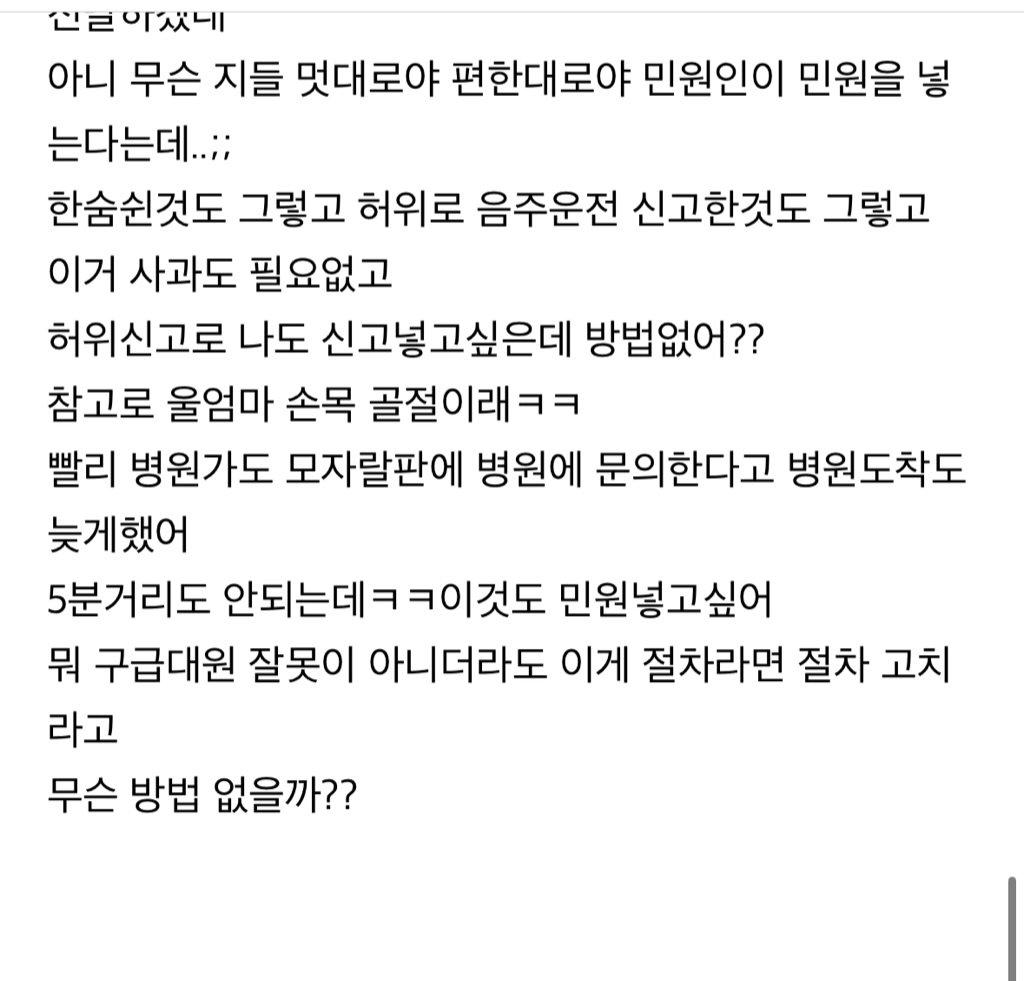 아니 무슨 지들 멋대로야 편한대로야 민원인이 민원을 넣
는다는데..;;
한숨쉰것도 그렇고 허위로 음주운전 신고한것도 그렇고
이거 사과도 필요없고
허위신고로 나도 신고넣고싶은데 방법없어??
참고로 울엄마 손목 골절이래ㅋㅋ
빨리 병원가도 모자랄판에 병원에 문의한다고 병원도착도
늦게했어
5분거리도 안되는데ㅋㅋ이것도 민원넣고싶어
뭐 구급대원 잘못이 아니더라도 이게 절차라면 절차 고치
라고
무슨 방법 없을까??